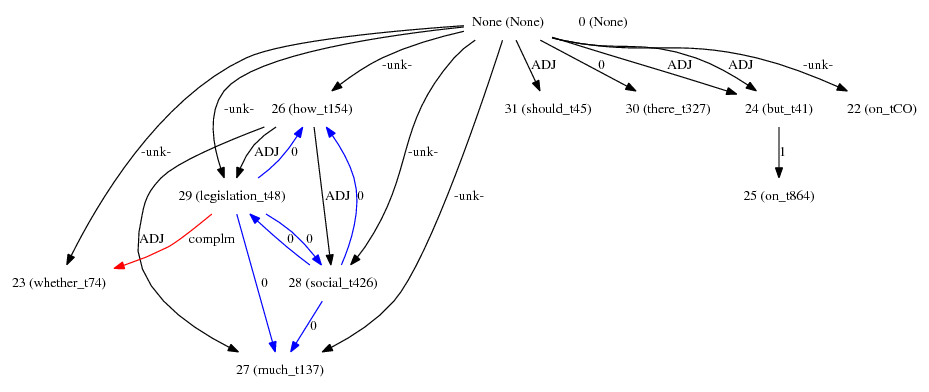 None (None) 0 (None)
-unk- ADJ 0 ADJ ADJ -unk-
-unk- 26 (how_t154) 31 (should_t45) 30 (there_t327) 24 (but_t41) 22 (on_tCO)
-unk- ADJ 0 -unk- 1
29 (legislation_t48) ADJ 0 -unk- 25 (on_t864)
ADJ complm 0 0
23 (whether_t74) 0 28 (social_t426)
0
27 (much_t137)